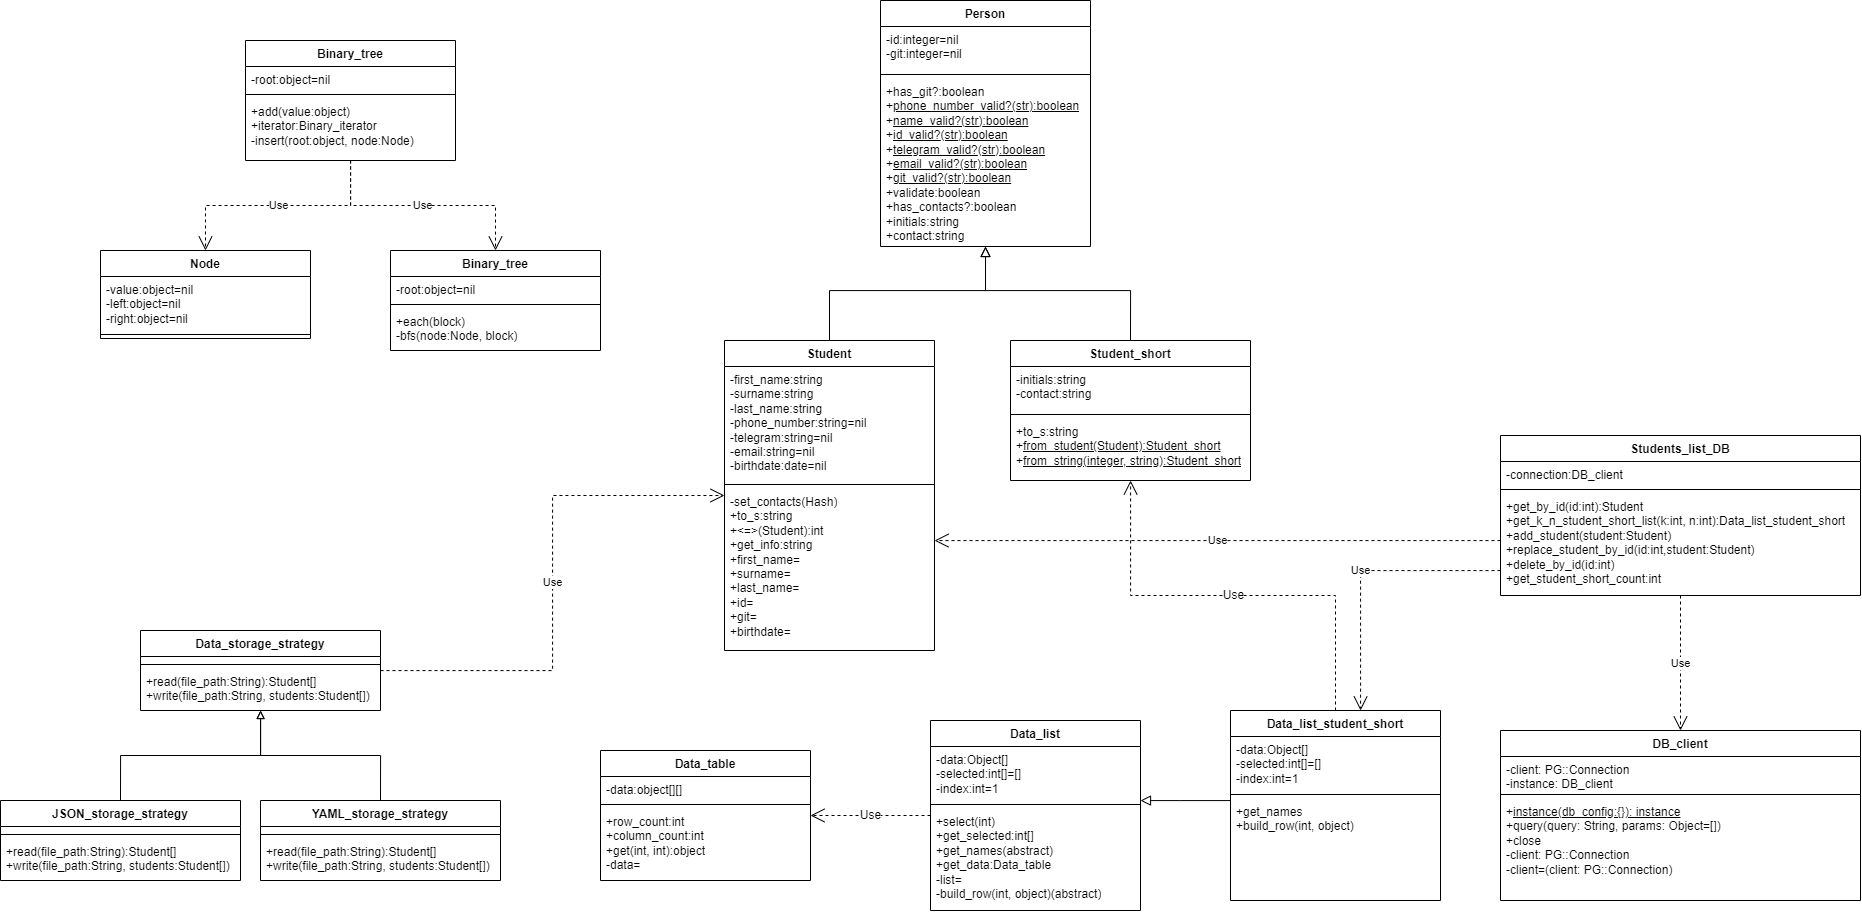 Person
-id:integer=nil
-git:integer=nil
+has_git?:boolean
+phone_number_valid?(str):boolean
+name_valid?(str):boolean
+id_valid?(str):boolean
+telegram_valid?(str):boolean
+email_valid?(str):boolean
+git_valid?(str):boolean
+validate:boolean
+has_contacts?:boolean
+initials:string
+contact:string
Binary_tree
-root:object=nil
+add(value:object)
+iterator:Binary_iterator
-insert(root:object, node:Node)
Use
Use
Node
-value:object=nil
-left:object=nil
-right:object=nil
Binary_tree
-root:object=nil
+each(block)
-bfs(node:Node, block)
Student
-first_name:string
-surname:string
-last_name:string
-phone_number:string=nil
-telegram:string=nil
-email:string=nil
-birthdate:date=nil
-set_contacts(Hash)
+to_s:string
+<=>(Student):int
+get_info:string
+first_name=
+surname=
+last_name=
+id=
+git=
+birthdate=
Student_short
-initials:string
-contact:string
+to_s:string
+from_student(Student):Student_short
+from_string(integer, string):Student_short
Students_list_DB
-connection:DB_client
+get_by_id(id:int):Student
+get_k_n_student_short_list(k:int, n:int):Data_list_student_short
+add_student(student:Student)
+replace_student_by_id(id:int,student:Student)
+delete_by_id(id:int)
+get_student_short_count:int
Use
Use
Use
Use
Use
Data_storage_strategy
+read(file_path:String):Student[]
+write(file_path:String, students:Student[])
JSON_storage_strategy
+read(file_path:String):Student[]
+write(file_path:String, students:Student[])
YAML_storage_strategy
+read(file_path:String):Student[]
+write(file_path:String, students:Student[])
Data_table
-data:object[][]
+row_count:int
+column_count:int
+get(int, int):object
-data=
Use
Data_list
-data:Object[]
-selected:int[]=[]
-index:int=1
+select(int)
+get_selected:int[]
+get_names(abstract)
+get_data:Data_table
-list=
-build_row(int, object)(abstract)
Data_list_student_short
-data:Object[]
-selected:int[]=[]
-index:int=1
+get_names
+build_row(int, object)
DB_client
-client: PG::Connection
-instance: DB_client
+instance(db_config:{}): instance
+query(query: String, params: Object=[])
+close
-client: PG::Connection
-client=(client: PG::Connection)